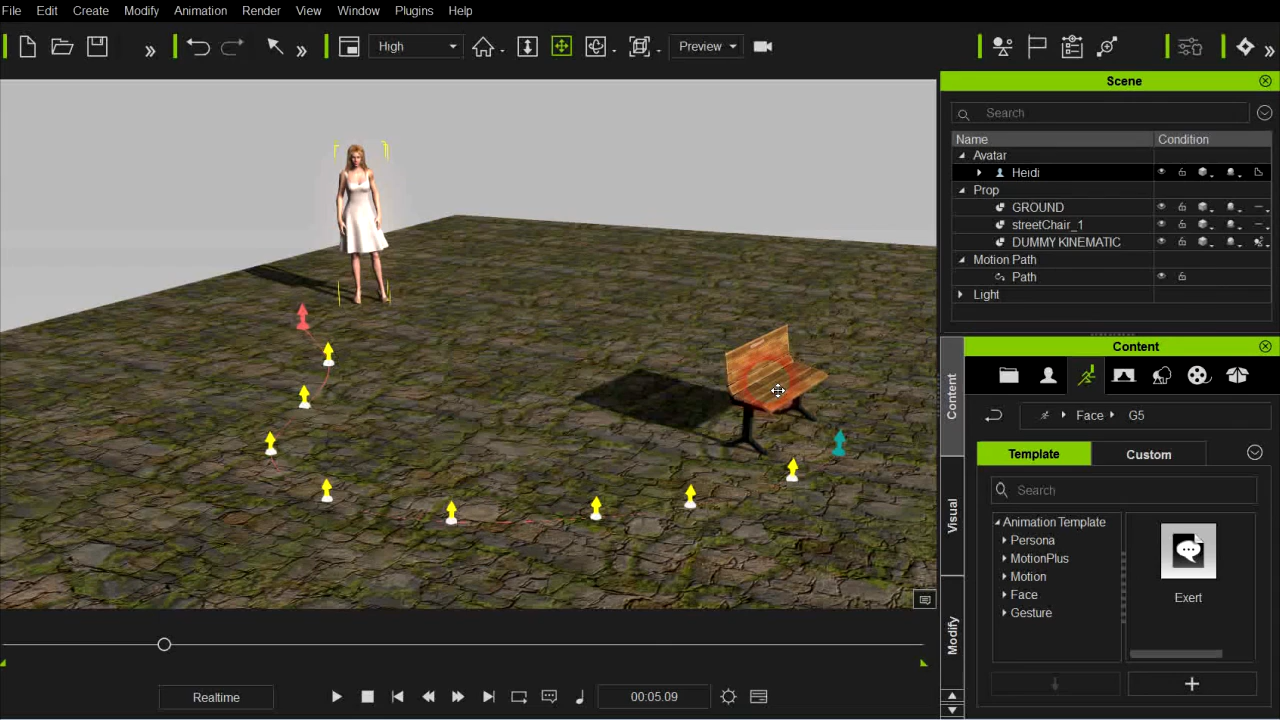 File Edit Create Modify Animation Render View Window Plugins Help
High
Preview
Scene
Search
Name Condition
Avatar
Heidi
Prop
GROUND
streetChair_1
DUMMY KINEMATIC
Motion Path
Path
Light
Content
Face G5
Content
Visual
Modify
Template Custom
Search
Animation Template
Persona
MotionPlus
Motion
Face
Gesture
Exert
Realtime
00:05.09